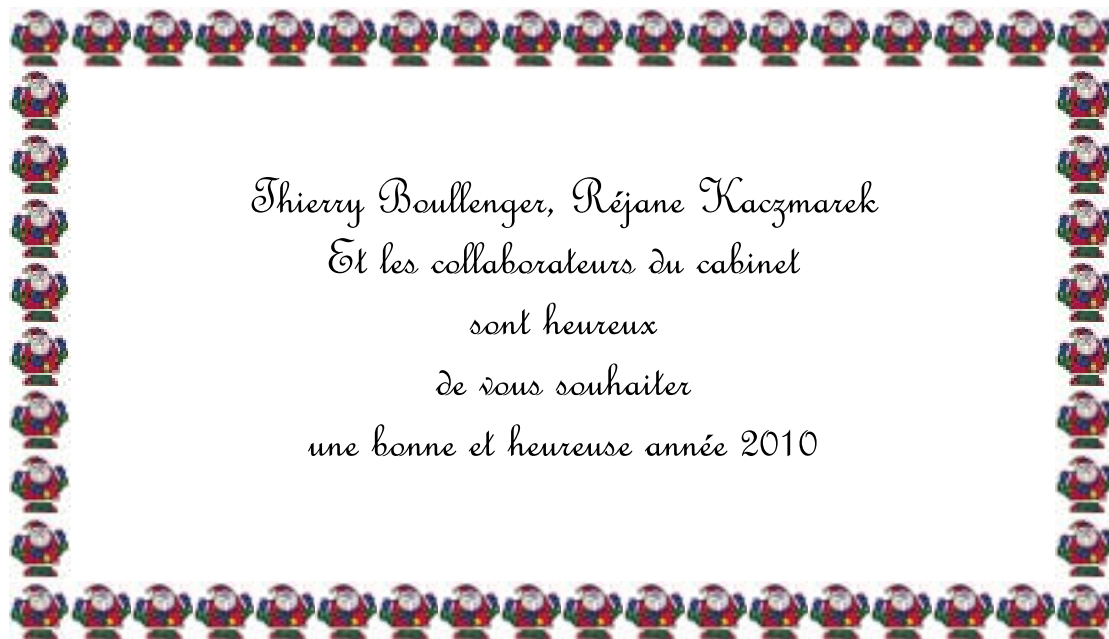 Thierry Boullenger, Réjane Kaczmarek
Et les collaborateurs du cabinet
sont heureux
de vous souhaiter
une bonne et heureuse année 2010